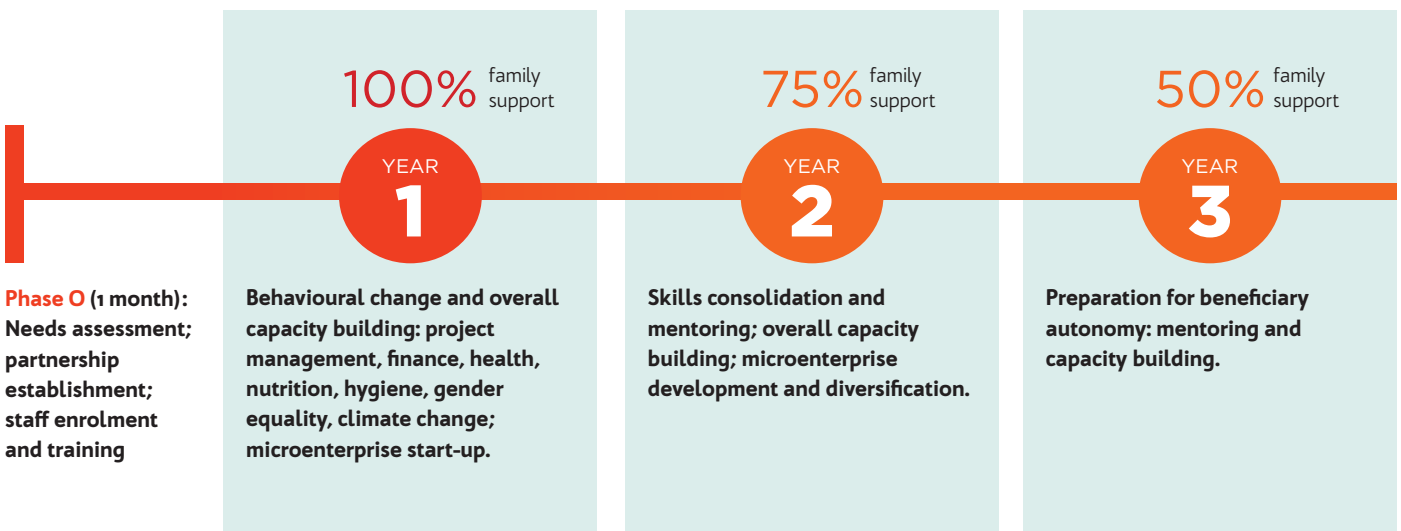 100% family
support
YEAR
1
75% family
support
YEAR
2
50% family
support
YEAR
3
Phase 0 (1 month):
Needs assessment;
partnership
establishment;
staff enrolment
and training
Behavioural change and overall
capacity building: project
management, finance, health,
nutrition, hygiene, gender
equality, climate change;
microenterprise start-up.
Skills consolidation and
mentoring; overall capacity
building; microenterprise
development and diversification.
Preparation for beneficiary
autonomy: mentoring and
capacity building.